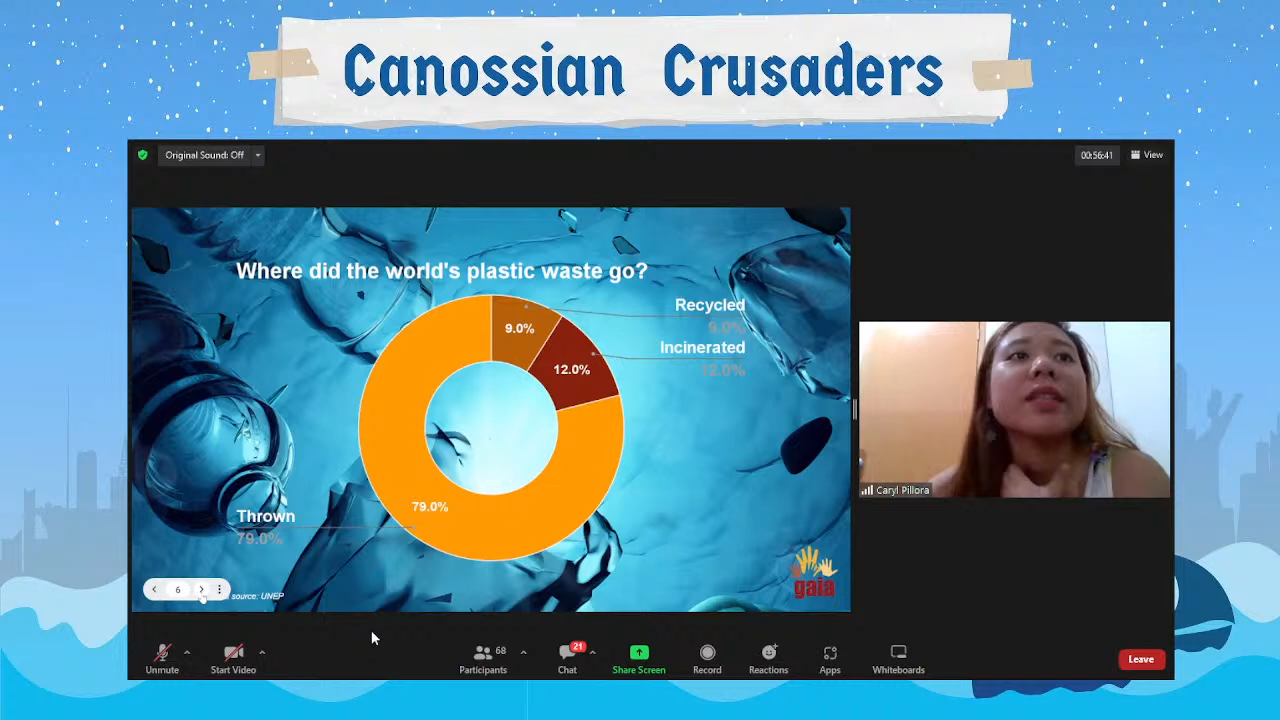 Canossian Crusaders
Original Sound: Off
00:56:41
View
Where did the world's plastic waste go?
Recycled
9.0%
9.0%
Incinerated
12.0%
12.0%
79.0%
Thrown
79.0%
6
source: UNEP
gaia
Caryl Pillora
Unmute
Start Video
68
Participants
21
Chat
Share Screen
Record
Reactions
Apps
Whiteboards
Leave